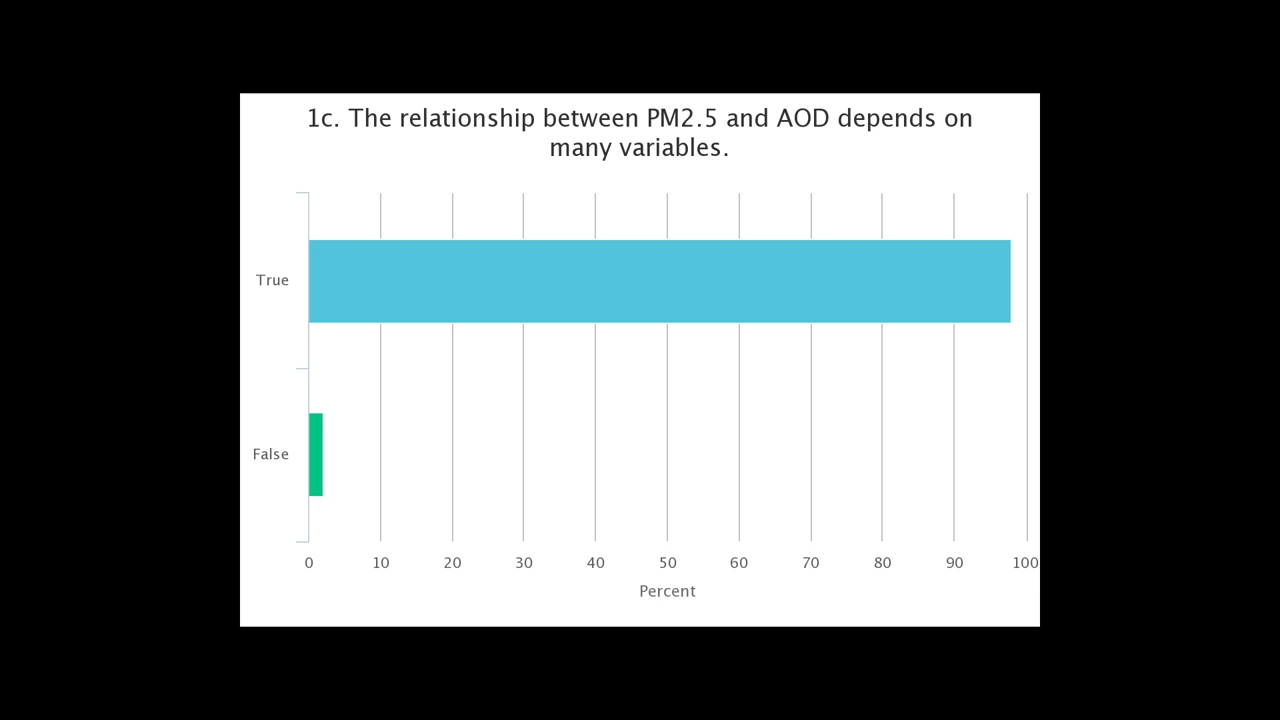 1c. The relationship between PM2.5 and AOD depends on
many variables.
True
False
0 10 20 30 40 50 60 70 80 90 100
Percent